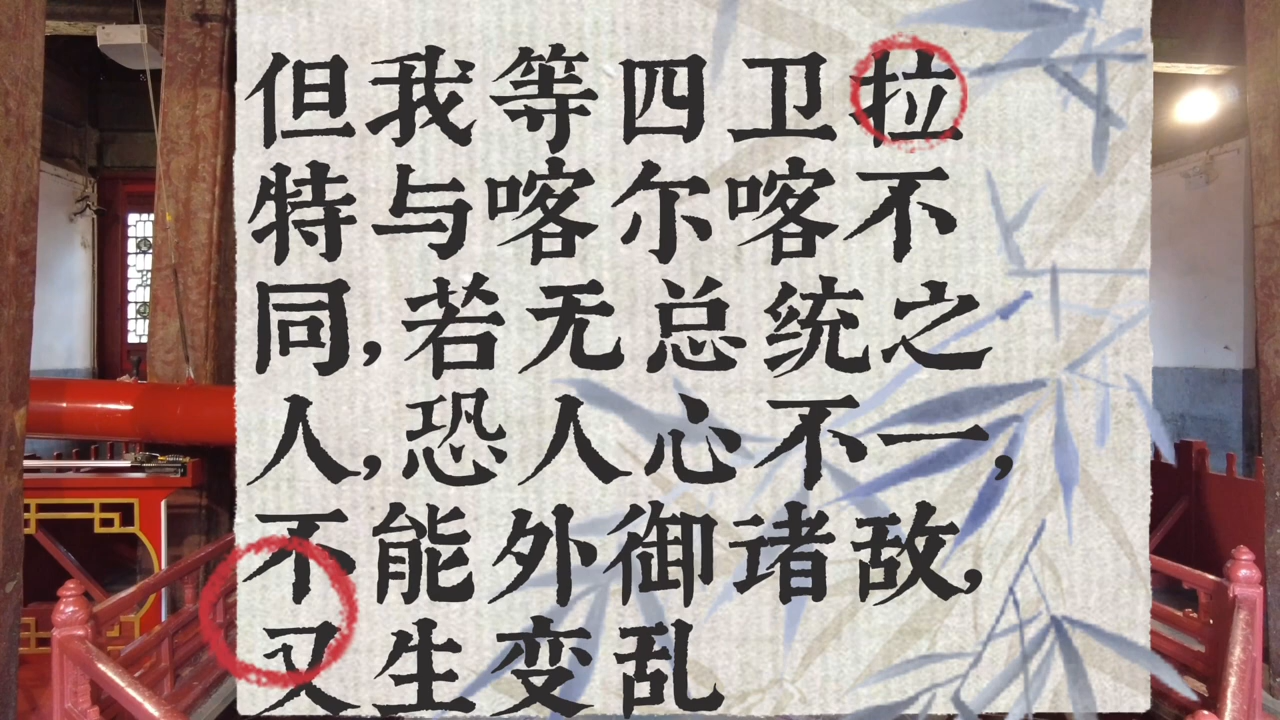 但我等四卫拉
特与喀尔喀不
同,若无总统之
人,恐人心不一,
不能外御诸敌,
又生变乱